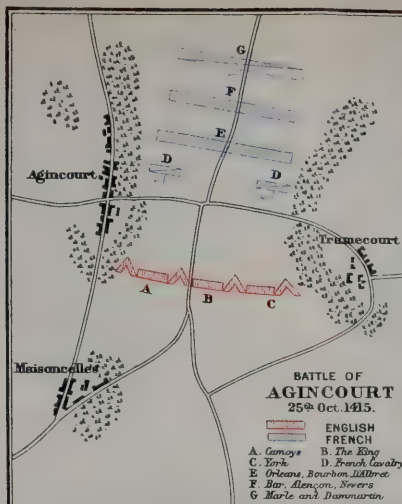 G
F
E
D
D
Agincourt
Tramecourt
A
B
C
Maisoncelles
BATTLE OF
AGINCOURT
25th Oct. 1415.
ENGLISH
FRENCH
A. Camoys B. The King
C. York D. French Cavalry
E Orleans, Bourbon, D'Albret
F. Bar, Alençon, Nevers
G Marle and Dammartin